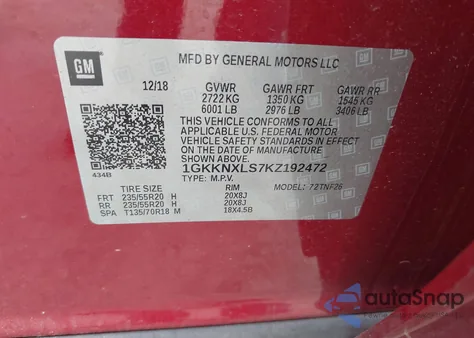 GM
MFD BY GENERAL MOTORS LLC
12/18 GVWR GAWR FRT GAWR RR
2722 KG 1350 KG 1545 KG
6001 LB 2976 LB 3406 LB
THIS VEHICLE CONFORMS TO ALL
APPLICABLE U.S. FEDERAL MOTOR
VEHICLE SAFETY STANDARDS IN EFFECT
ON THE DATE OF MANUFACTURE SHOWN ABOVE.
1GKKNXLS7KZ192472
TYPE: M.P.V. MODEL: 72TNF26
434B
TIRE SIZE RIM
FRT 235/55R20 H 20X8J
RR 235/55R20 H 20X8J
SPA T135/70R18 M 18X4.5B
autoSnap